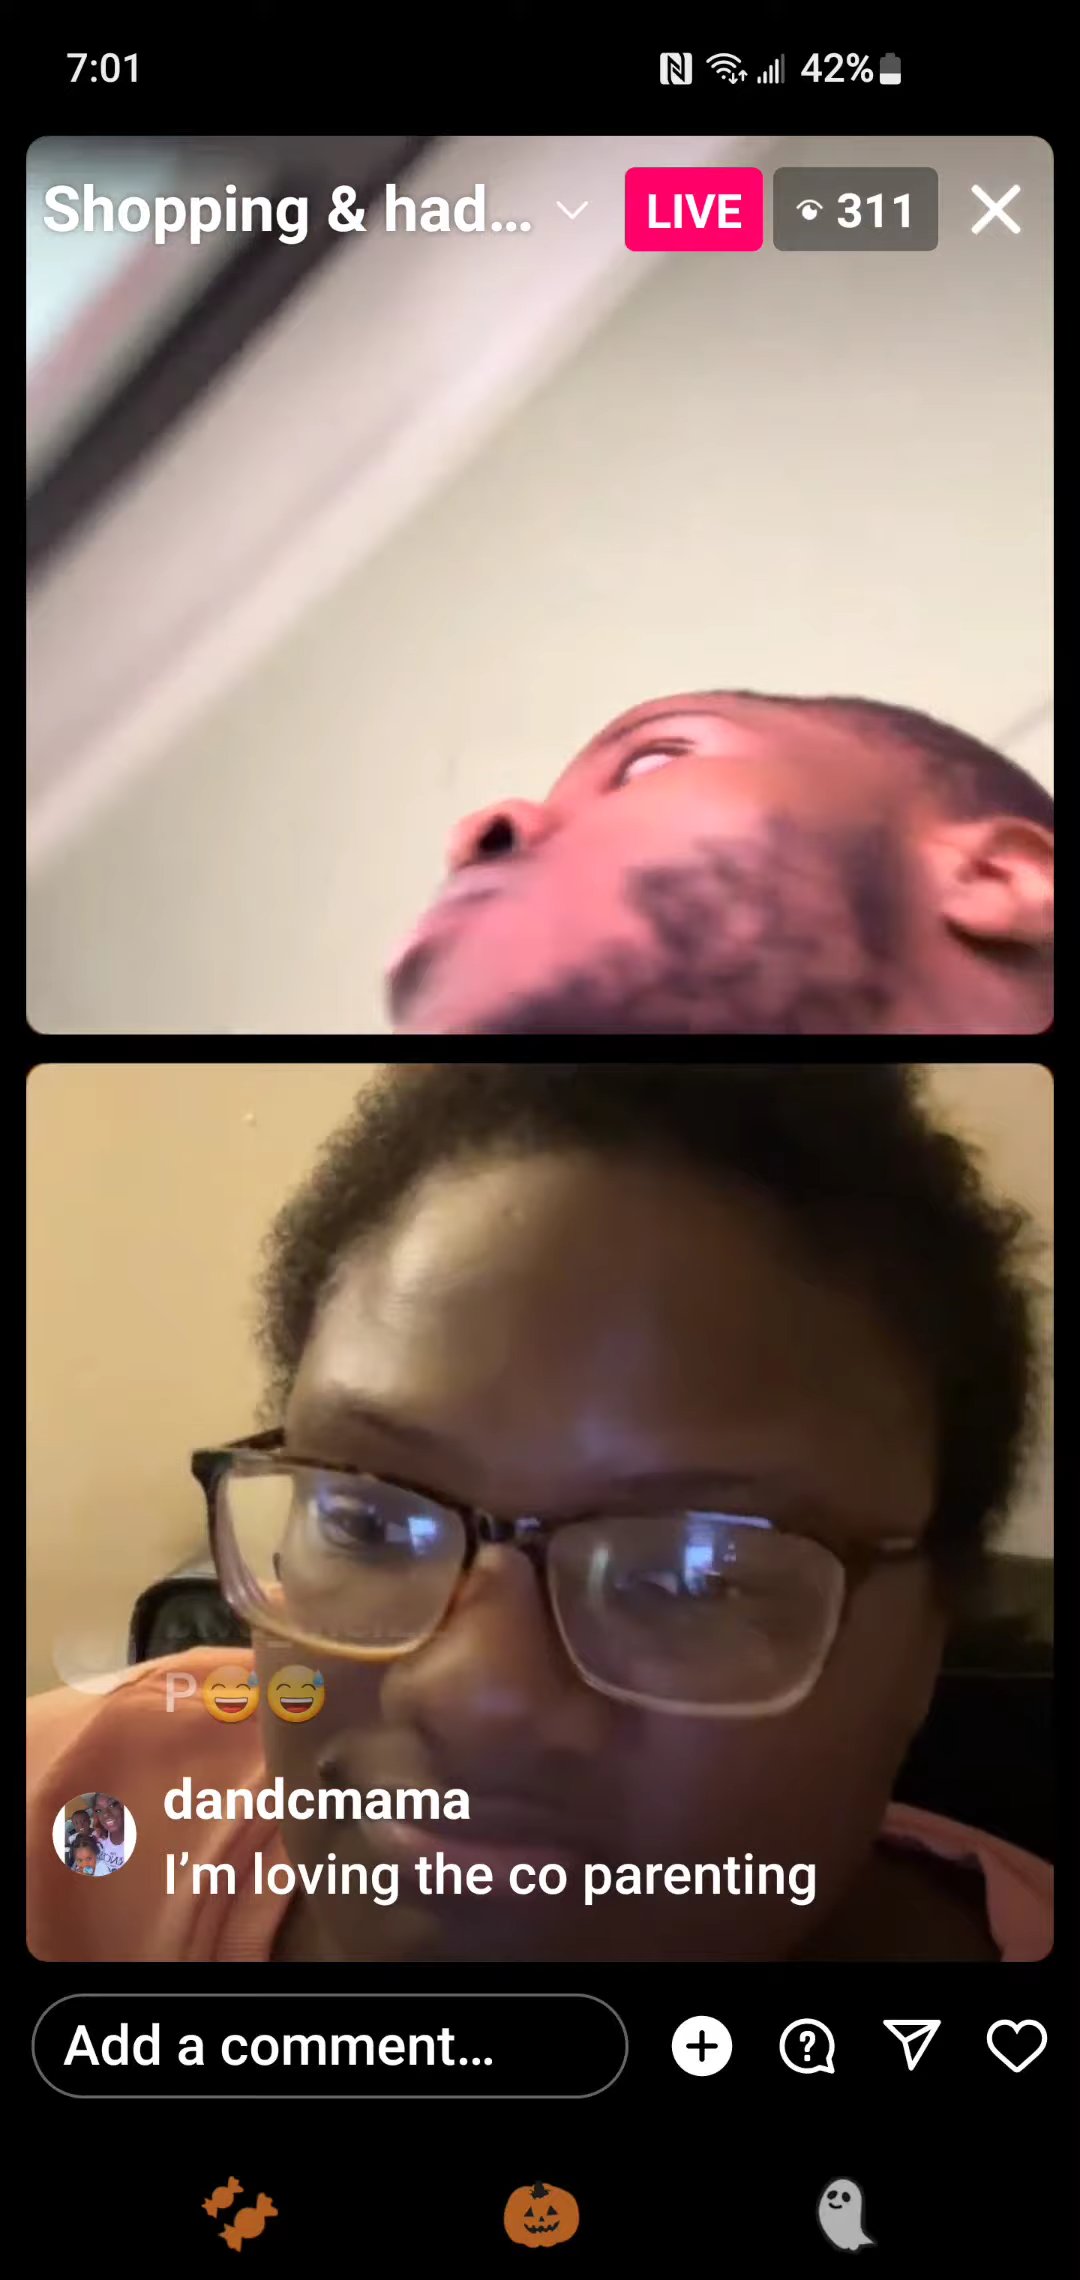 7:01
42%
Shopping & had...
LIVE
311
P😅😅
dandcmama
I'm loving the co parenting
Add a comment...